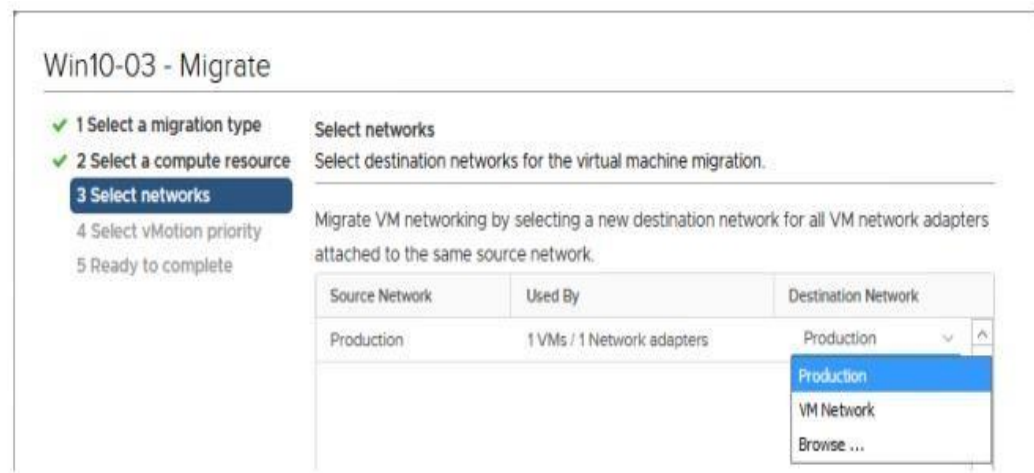 Win10-03 - Migrate
1 Select a migration type
2 Select a compute resource
3 Select networks
4 Select vMotion priority
5 Ready to complete
Select networks
Select destination networks for the virtual machine migration.
Migrate VM networking by selecting a new destination network for all VM network adapters
attached to the same source network.
Source Network Used By Destination Network
Production 1 VMs / 1 Network adapters Production
Production
VM Network
Browse ...